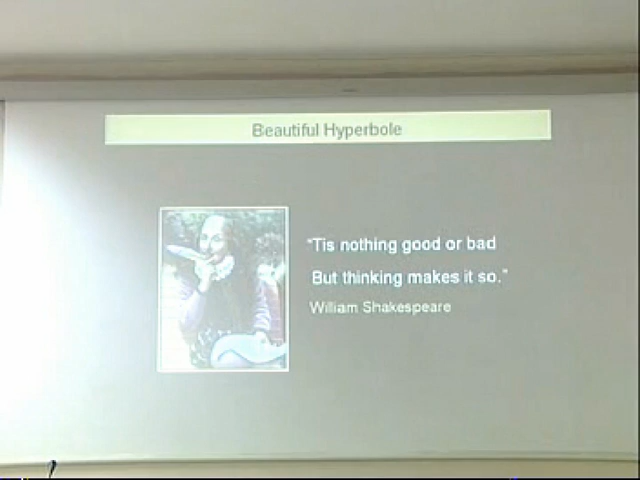 Beautiful Hyperbole
"Tis nothing good or bad
But thinking makes it so."
William Shakespeare